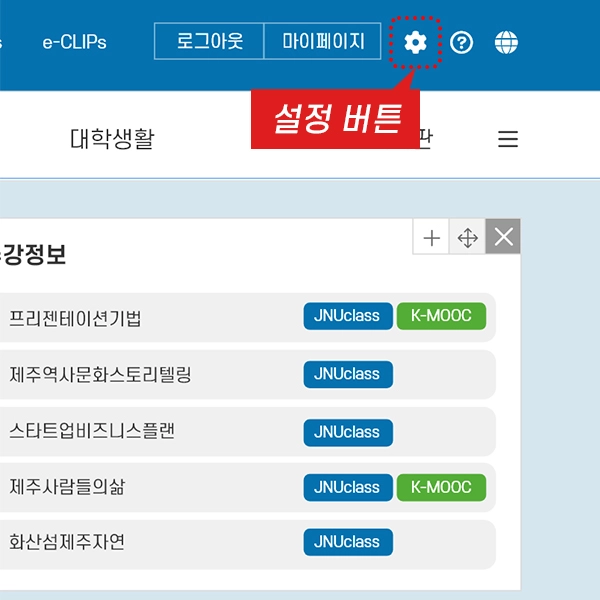 e-CLIPs
로그아웃
마이페이지
설정 버튼
대학생활
판
강정보
프리젠테이션기법
JNUclass
K-MOOC
제주역사문화스토리텔링
JNUclass
스타트업비즈니스플랜
JNUclass
제주사람들의삶
JNUclass
K-MOOC
화산섬제주자연
JNUclass